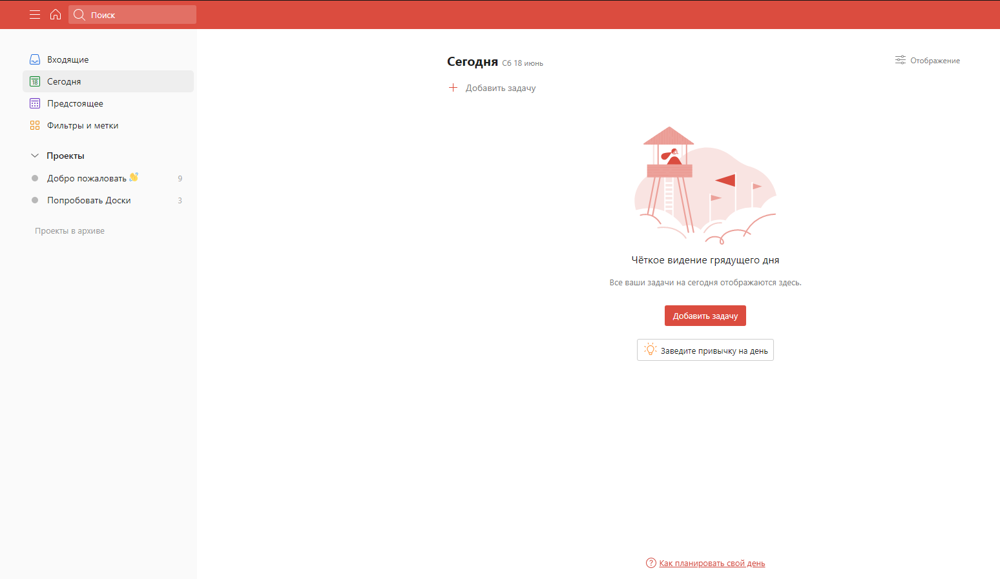 Поиск
Входящие
18 Сегодня
Предстоящее
Фильтры и метки
Проекты
Добро пожаловать 👋 9
Попробовать Доски 3
Проекты в архиве
Сегодня Сб 18 июнь
Отображение
Добавить задачу
Чёткое видение грядущего дня
Все ваши задачи на сегодня отображаются здесь.
Добавить задачу
Заведите привычку на день
? Как планировать свой день